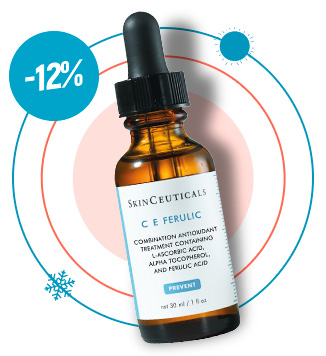 -12%
SKINCEUTICALS
C E FERULIC
COMBINATION ANTIOXIDANT
TREATMENT CONTAINING
L-ASCORBIC ACID,
ALPHA TOCOPHEROL,
AND FERULIC ACID
PREVENT
net 30 ml / 1 fl oz